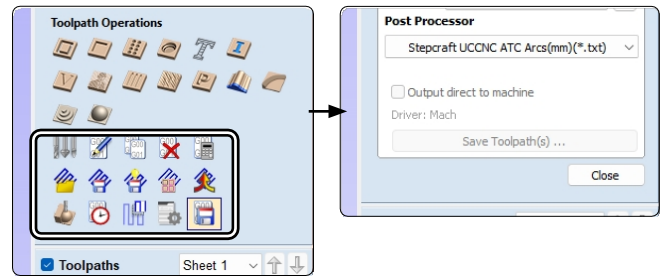 Toolpath Operations
Toolpaths
Sheet 1
Post Processor
Stepcraft UCCNC ATC Arcs(mm)(*.txt)
Output direct to machine
Driver: Mach
Save Toolpath(s) ...
Close